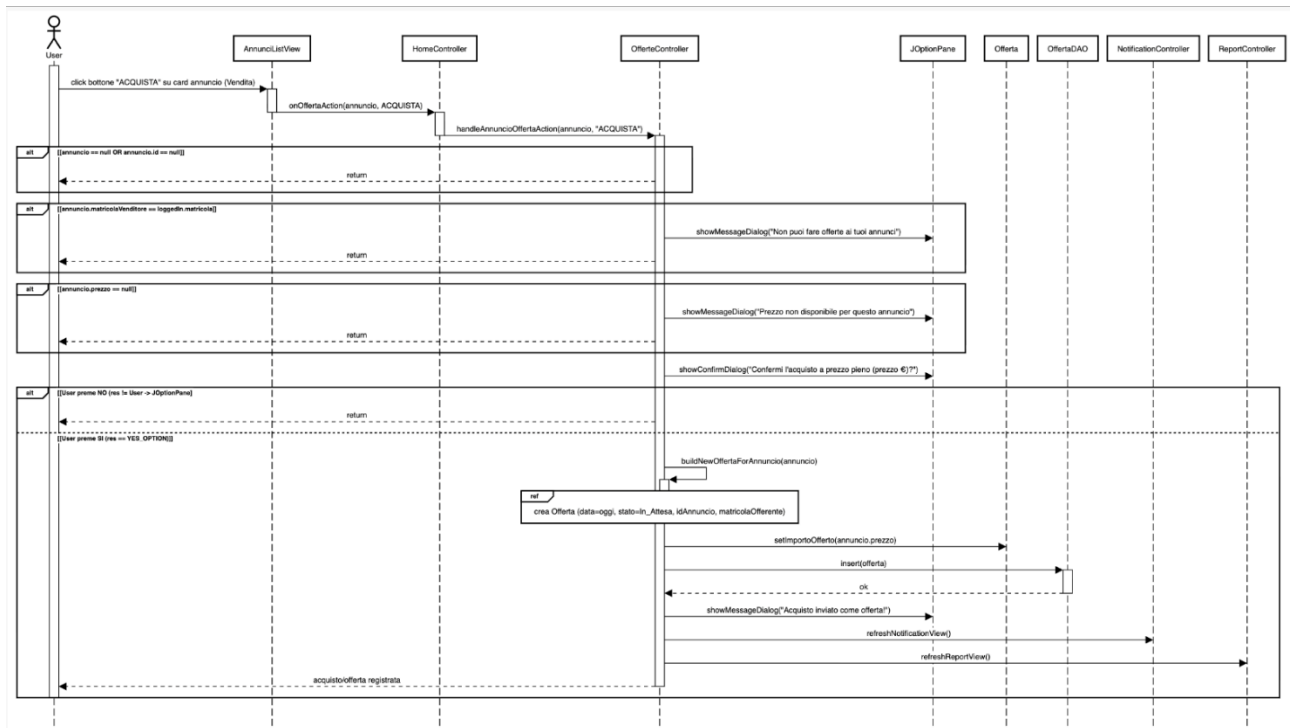 User
AnnunciListView
HomeController
OfferteController
JOptionPane
Offerta
OffertaDAO
NotificationController
ReportController
click bottone "ACQUISTA" su card annuncio (Vendita)
onOffertaAction(annuncio, ACQUISTA)
handleAnnuncioOffertaAction(annuncio, "ACQUISTA")
alt
[[annuncio == null OR annuncio.id == null]]
return
alt
[[annuncio.matricolaVenditore == loggedIn.matricola]]
showMessageDialog("Non puoi fare offerte ai tuoi annunci")
return
alt
[[annuncio.prezzo == null]]
showMessageDialog("Prezzo non disponibile per questo annuncio")
return
showConfirmDialog("Confermi l'acquisto a prezzo pieno (prezzo €)?")
alt
[[User preme NO (res != User -> JOptionPane]
return
[[User preme SI (res == YES_OPTION)]]
buildNewOffertaForAnnuncio(annuncio)
ref
crea Offerta (data=oggi, stato=In_Attesa, idAnnuncio, matricolaOfferente)
setImportoOfferto(annuncio.prezzo)
insert(offerta)
ok
showMessageDialog("Acquisto inviato come offerta!")
refreshNotificationView()
refreshReportView()
acquisto/offerta registrata